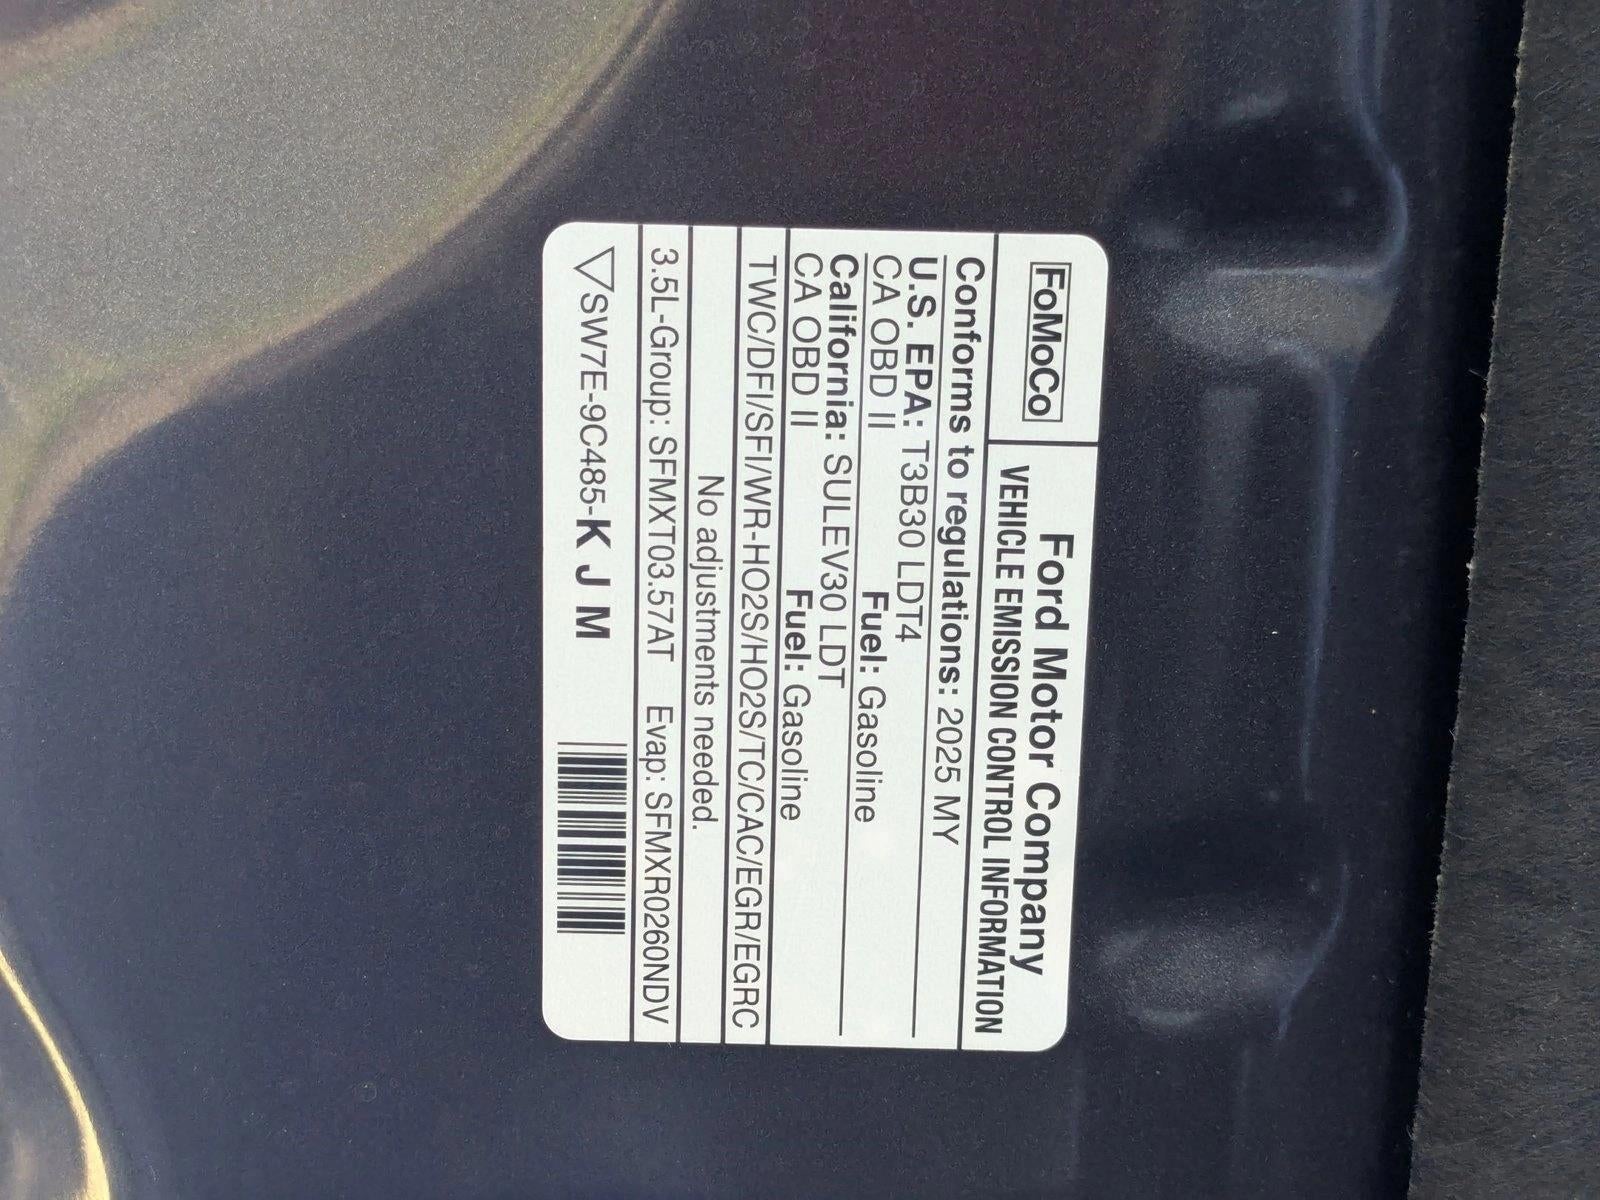 FoMoCo
Ford Motor Company
VEHICLE EMISSION CONTROL INFORMATION
Conforms to regulations: 2025 MY
U.S. EPA: T3B30 LDT4
CA OBD II Fuel: Gasoline
California: SULEV30 LDT
CA OBD II Fuel: Gasoline
TWC/DFI/SFI/WR-HO2S/HO2S/TC/CAC/EGR/EGRC
No adjustments needed.
3.5L-Group: SFMXT03.57AT Evap: SFMXR0260NDV
SW7E-9C485-K J M